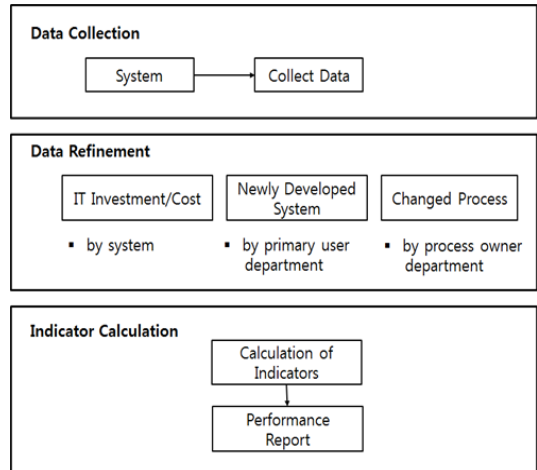 Data Collection
System
Collect Data
Data Refinement
IT Investment/Cost
Newly Developed
System
Changed Process
▪ by system
▪ by primary user
department
▪ by process owner
department
Indicator Calculation
Calculation of
Indicators
Performance
Report